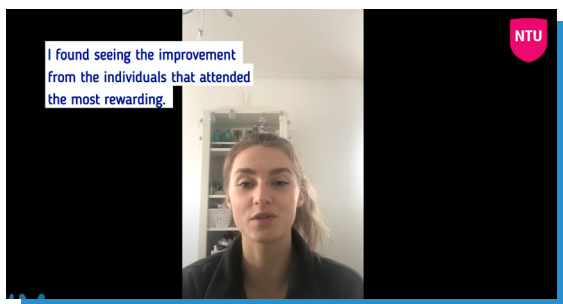 I found seeing the improvement
from the individuals that attended
the most rewarding.
NTU